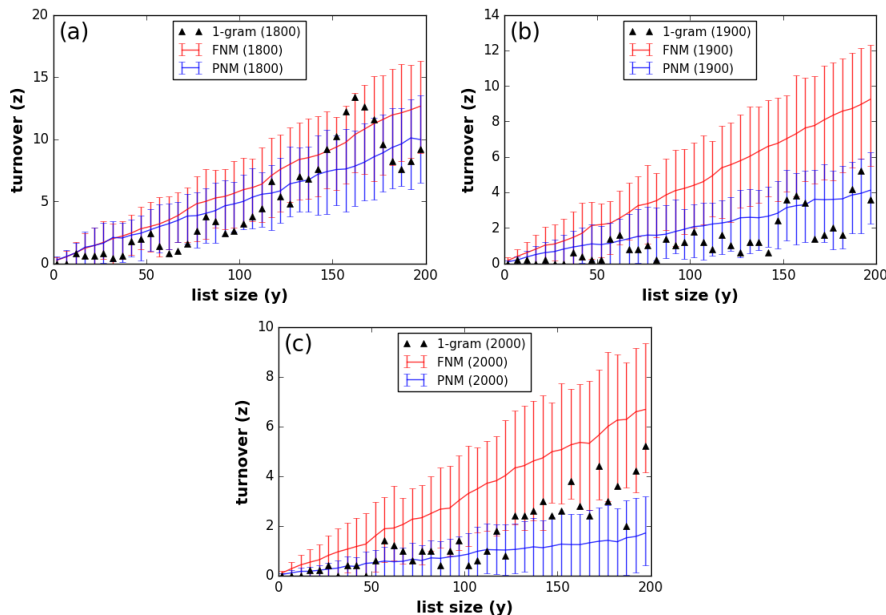 (a)
1-gram (1800)
FNM (1800)
PNM (1800)
turnover (z)
20
15
10
5
0
0 50 100 150 200
list size (y)
(b)
1-gram (1900)
FNM (1900)
PNM (1900)
turnover (z)
14
12
10
8
6
4
2
0
0 50 100 150 200
list size (y)
(c)
1-gram (2000)
FNM (2000)
PNM (2000)
turnover (z)
10
8
6
4
2
0
0 50 100 150 200
list size (y)